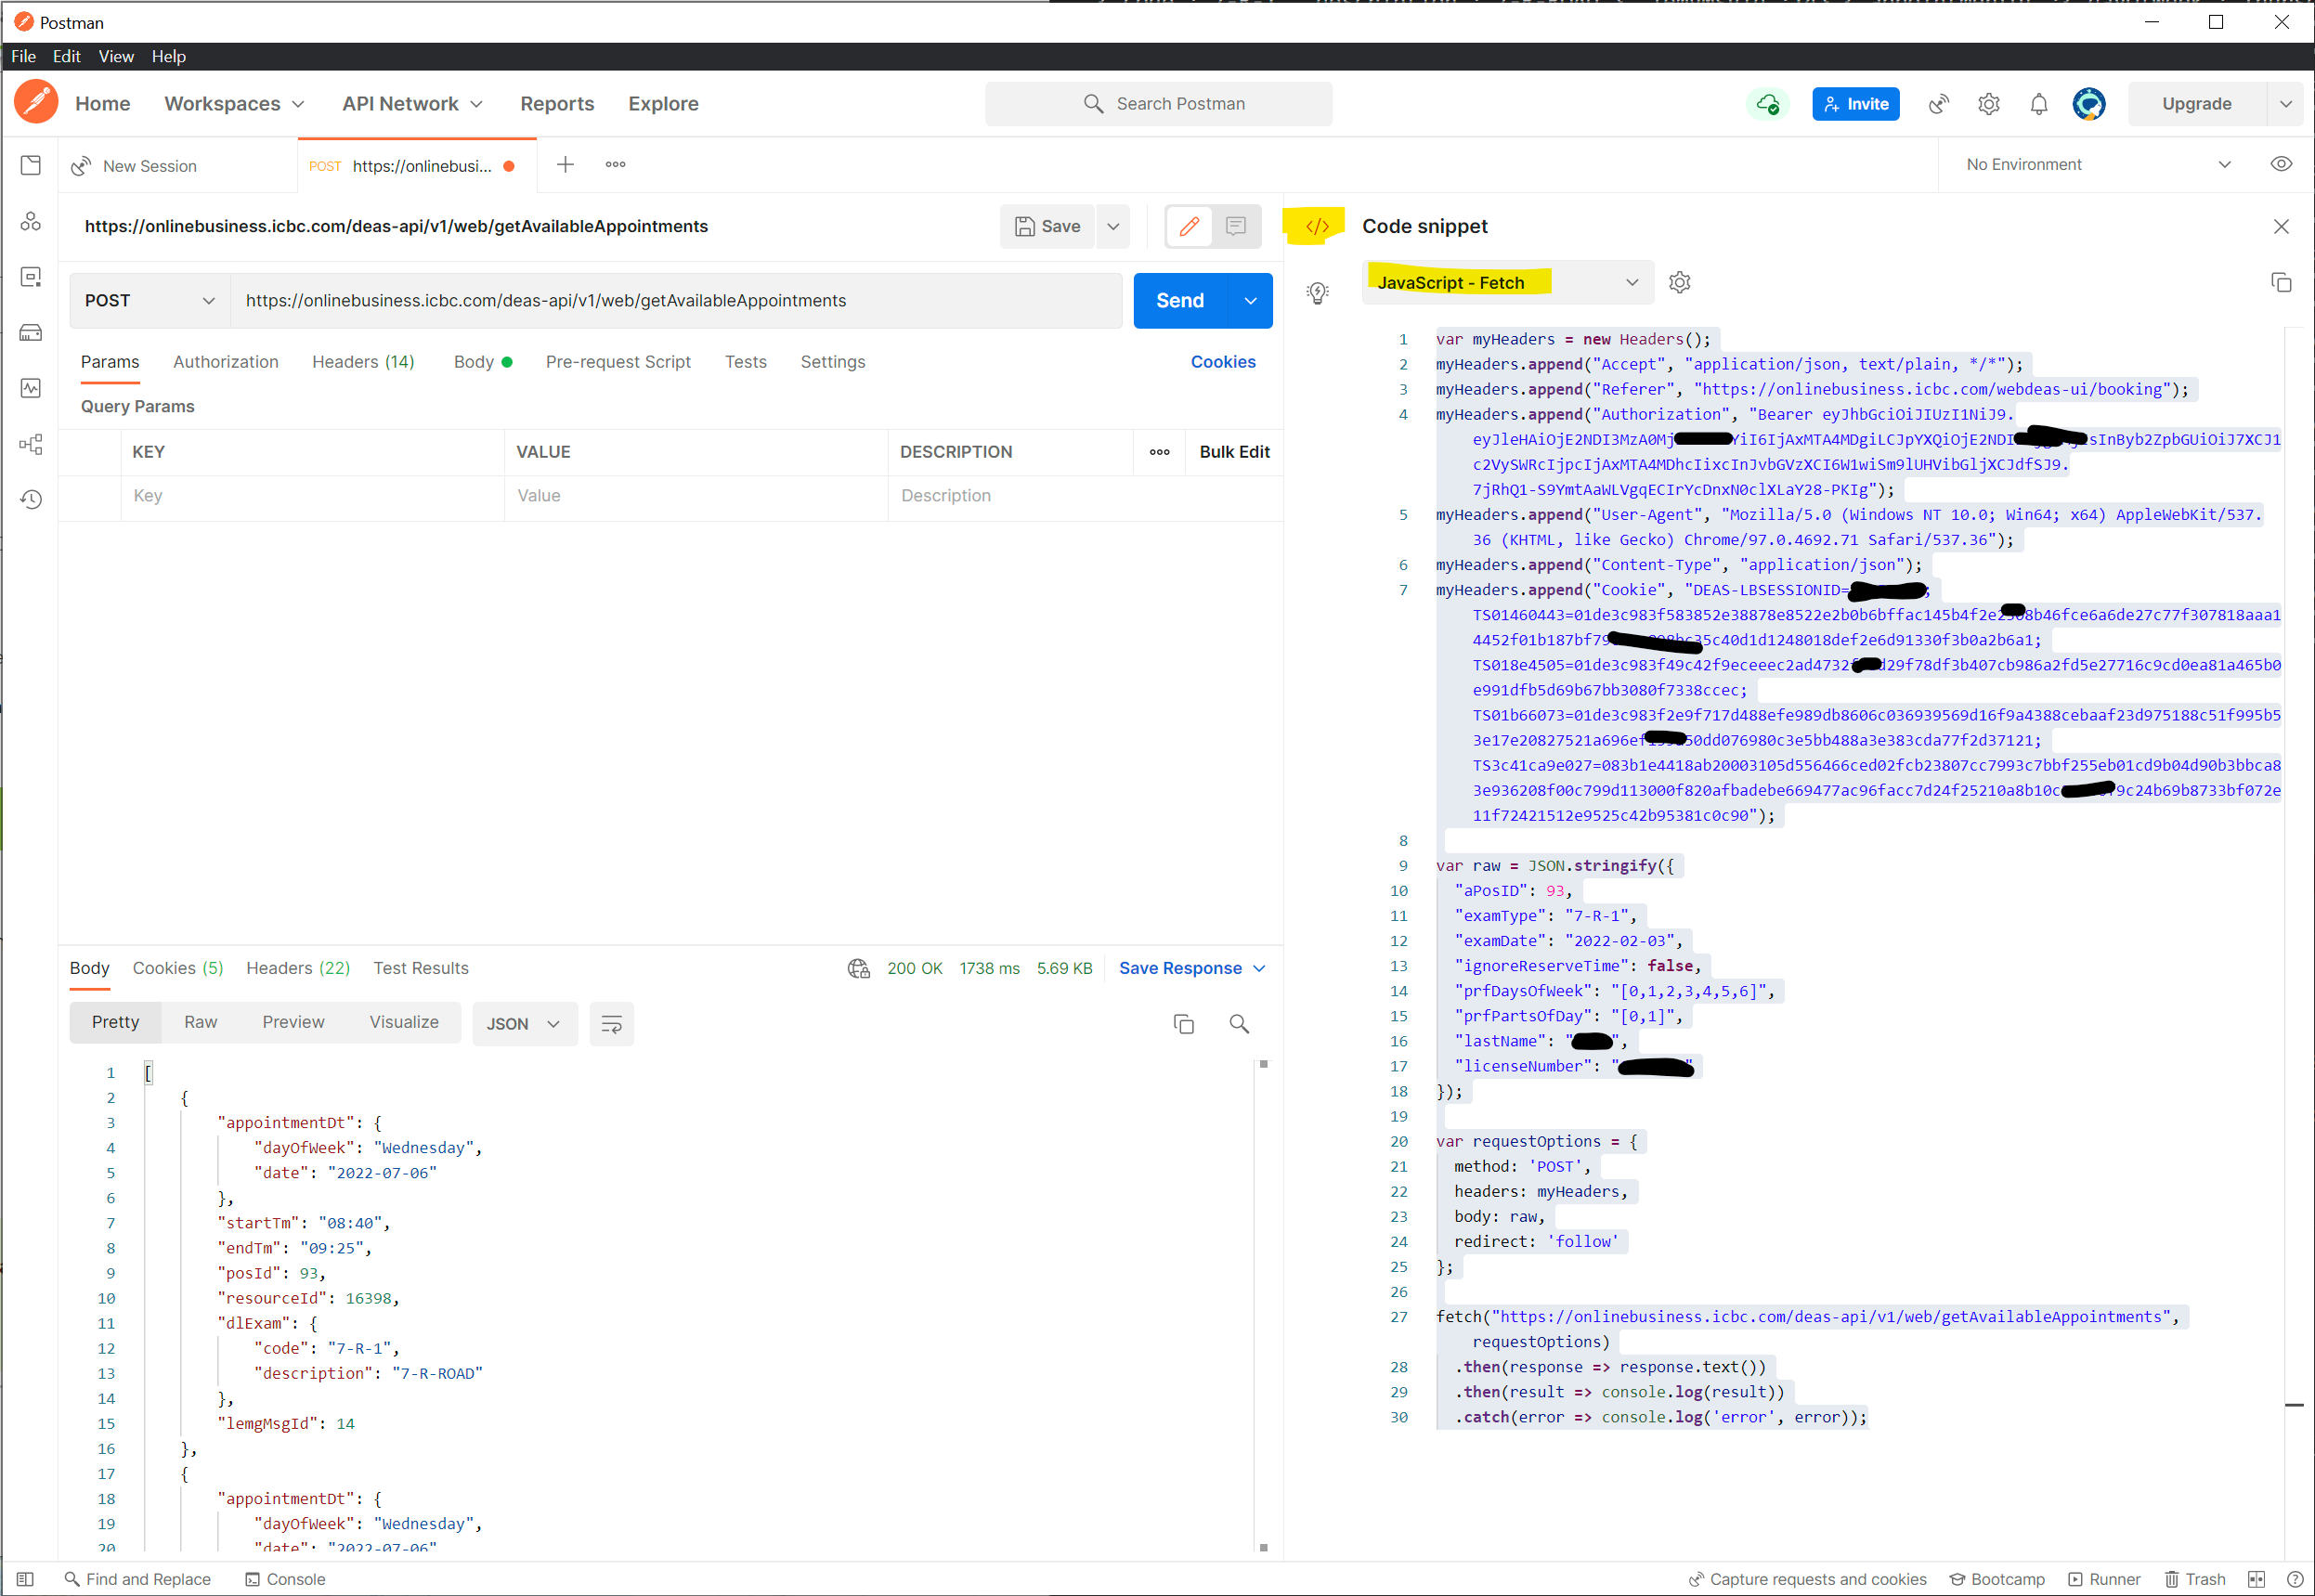 Postman
File Edit View Help
Home Workspaces API Network Reports Explore
Search Postman
Invite
Upgrade
New Session
POST https://onlinebusi...
No Environment
https://onlinebusiness.icbc.com/deas-api/v1/web/getAvailableAppointments
Save
POST https://onlinebusiness.icbc.com/deas-api/v1/web/getAvailableAppointments
Send
Params Authorization Headers (14) Body Pre-request Script Tests Settings
Cookies
Query Params
KEY VALUE DESCRIPTION Bulk Edit
Key Value Description
Body Cookies (5) Headers (22) Test Results
200 OK 1738 ms 5.69 KB Save Response
Pretty Raw Preview Visualize JSON
1 [
2 {
3 "appointmentDt": {
4 "dayOfWeek": "Wednesday",
5 "date": "2022-07-06"
6 },
7 "startTm": "08:40",
8 "endTm": "09:25",
9 "posId": 93,
10 "resourceId": 16398,
11 "dlExam": {
12 "code": "7-R-1",
13 "description": "7-R-ROAD"
14 },
15 "lemgMsgId": 14
16 },
17 {
18 "appointmentDt": {
19 "dayOfWeek": "Wednesday",
20 "date": "2022-07-06"
Code snippet
JavaScript - Fetch
1 var myHeaders = new Headers();
2 myHeaders.append("Accept", "application/json, text/plain, */*");
3 myHeaders.append("Referer", "https://onlinebusiness.icbc.com/webdeas-ui/booking");
4 myHeaders.append("Authorization", "Bearer eyJhbGciOiJIUzI1NiJ9.
eyJleHAiOjE2NDI3MzA0Mj YiI6IjAxMTA4MDgiLCJpYXQiOjE2NDI sInByb2ZpbGUiOiJ7XCJ1
c2VySWRcIjpcIjAxMTA4MDhcIixcInJvbGVzXCI6W1wiSm9lUHVibGljXCJdfSJ9.
7jRhQ1-S9YmtAaWLVgqECIrYcDnxN0clXLaY28-PKIg");
5 myHeaders.append("User-Agent", "Mozilla/5.0 (Windows NT 10.0; Win64; x64) AppleWebKit/537.
36 (KHTML, like Gecko) Chrome/97.0.4692.71 Safari/537.36");
6 myHeaders.append("Content-Type", "application/json");
7 myHeaders.append("Cookie", "DEAS-LBSESSIONID= ;
TS01460443=01de3c983f583852e38878e8522e2b0b6bffac145b4f2e2 8b46fce6a6de27c77f307818aaa1
4452f01b187bf79 35c40d1d1248018def2e6d91330f3b0a2b6a1;
TS018e4505=01de3c983f49c42f9eceeec2ad4732 d29f78df3b407cb986a2fd5e27716c9cd0ea81a465b0
e991dfb5d69b67bb3080f7338ccec;
TS01b66073=01de3c983f2e9f717d488efe989db8606c036939569d16f9a4388cebaaf23d975188c51f995b5
3e17e20827521a696ef 50dd076980c3e5bb488a3e383cda77f2d37121;
TS3c41ca9e027=083b1e4418ab20003105d556466ced02fcb23807cc7993c7bbf255eb01cd9b04d90b3bbca8
3e936208f00c799d113000f820afbadebe669477ac96facc7d24f25210a8b10c 9c24b69b8733bf072e
11f72421512e9525c42b95381c0c90");
8
9 var raw = JSON.stringify({
10 "aPosID": 93,
11 "examType": "7-R-1",
12 "examDate": "2022-02-03",
13 "ignoreReserveTime": false,
14 "prfDaysOfWeek": "[0,1,2,3,4,5,6]",
15 "prfPartsOfDay": "[0,1]",
16 "lastName": " ",
17 "licenseNumber": " "
18 });
19
20 var requestOptions = {
21 method: 'POST',
22 headers: myHeaders,
23 body: raw,
24 redirect: 'follow'
25 };
26
27 fetch("https://onlinebusiness.icbc.com/deas-api/v1/web/getAvailableAppointments",
requestOptions)
28 .then(response => response.text())
29 .then(result => console.log(result))
30 .catch(error => console.log('error', error));
Find and Replace Console
Capture requests and cookies Bootcamp Runner Trash